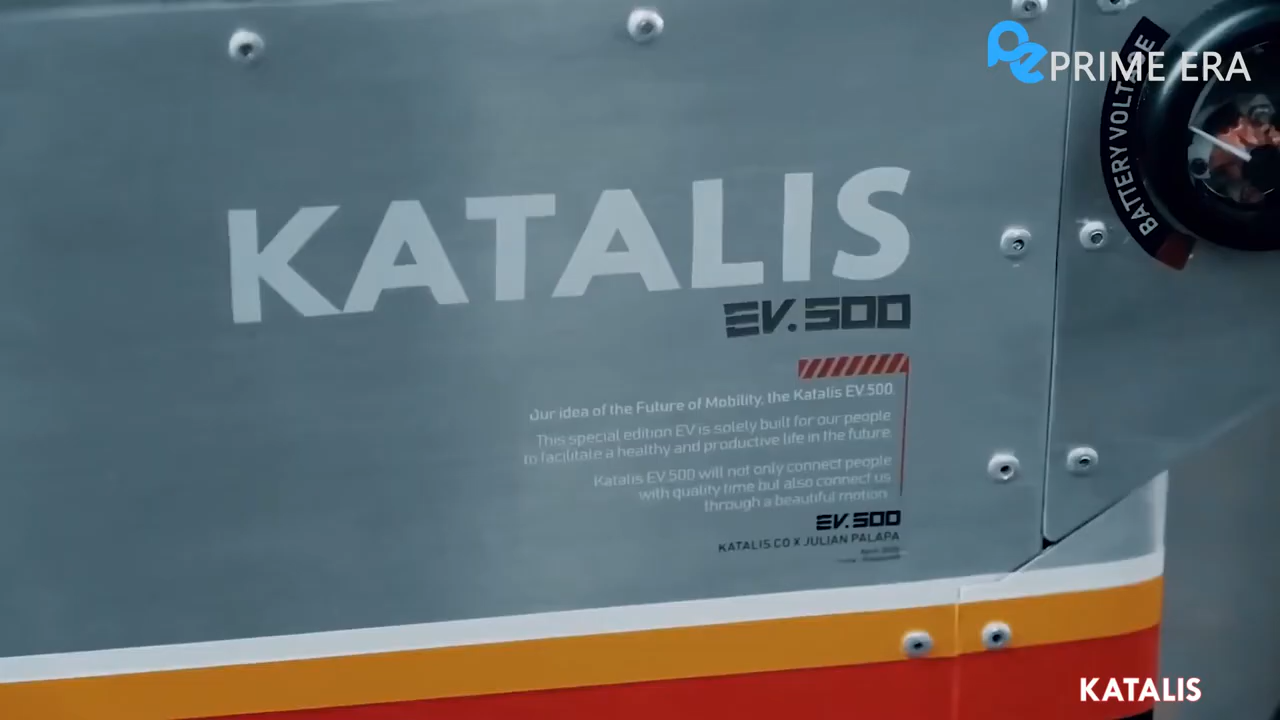 PRIME ERA
BATTERY VOLTAGE
KATALIS
EV.500
Our idea of the Future of Mobility, the Katalis EV.500.
This special edition EV is solely built for our people
to facilitate a healthy and productive life in the future.
Katalis EV.500 will not only connect people
with quality time but also connect us
through a beautiful motion.
EV.500
KATALIS.CO X JULIAN PALAPA
KATALIS